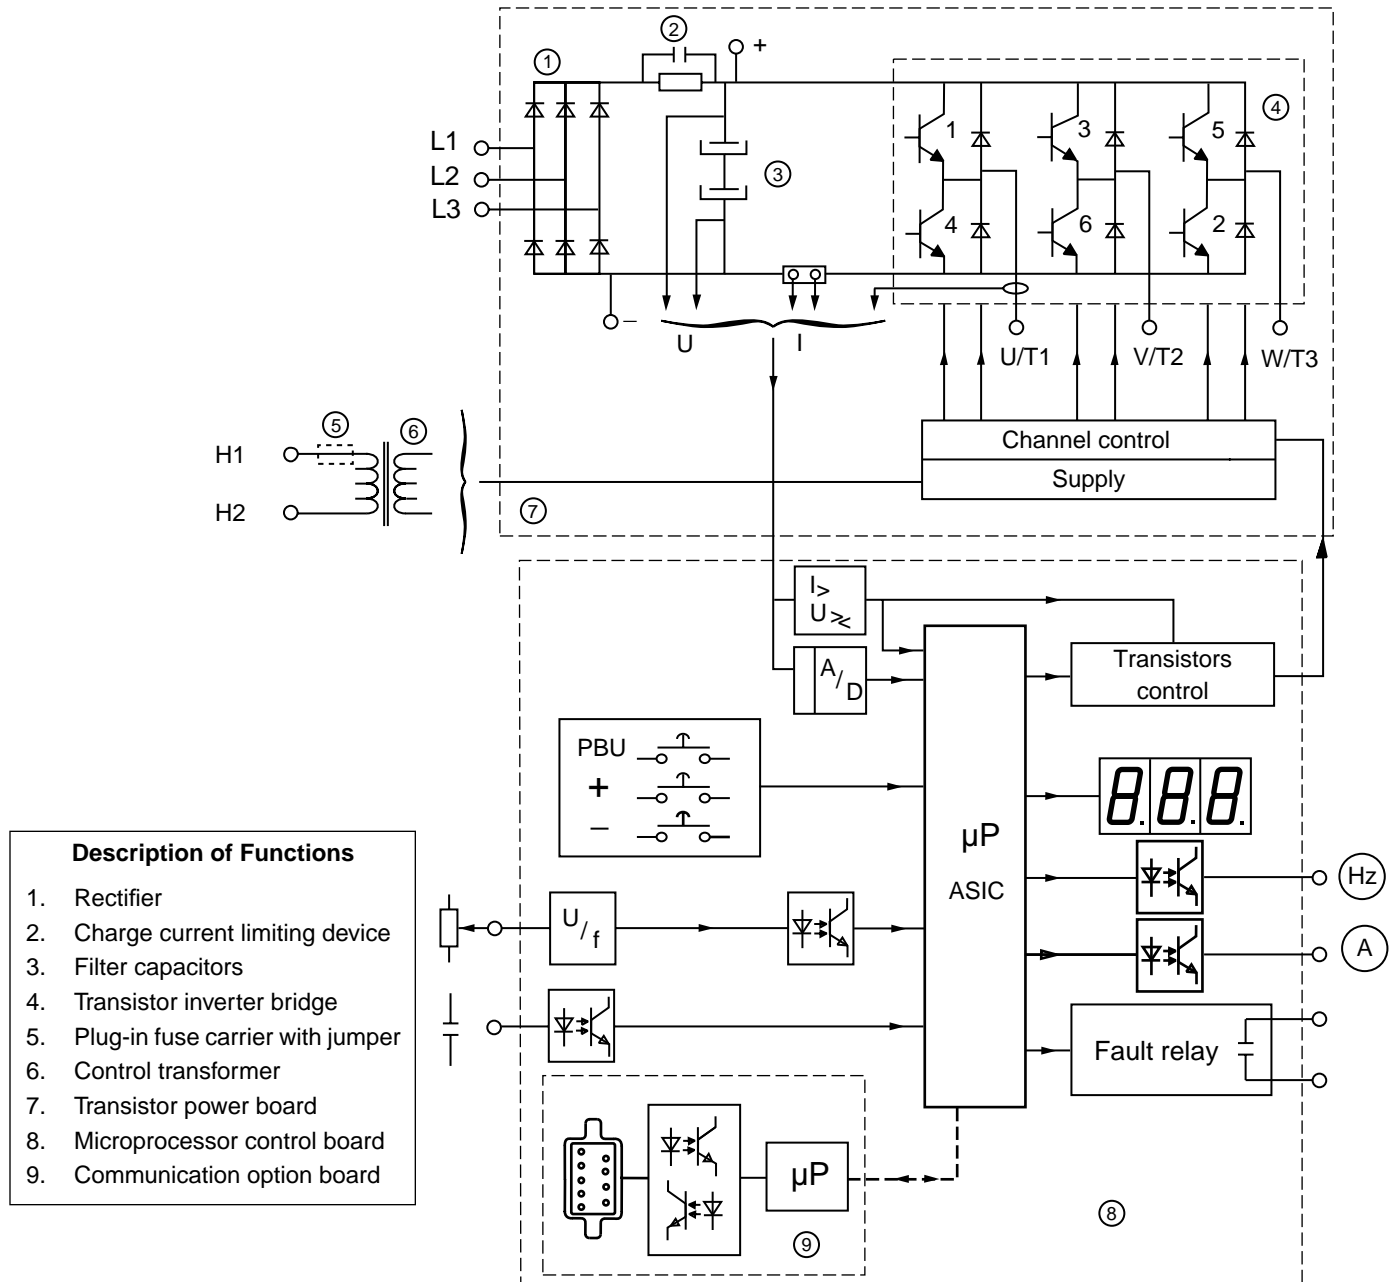 2
+
1
4
1
3
5
L1
L2
3
L3
4
6
2
–
U
I
U/T1
V/T2
W/T3
5
6
H1
Channel control
Supply
H2
7
I>
U ><
A/D
Transistors
control
PBU
+
–
8.8.8.
µP
ASIC
Hz
U/f
A
Fault relay
µP
8
9
Description of Functions
1. Rectifier
2. Charge current limiting device
3. Filter capacitors
4. Transistor inverter bridge
5. Plug-in fuse carrier with jumper
6. Control transformer
7. Transistor power board
8. Microprocessor control board
9. Communication option board